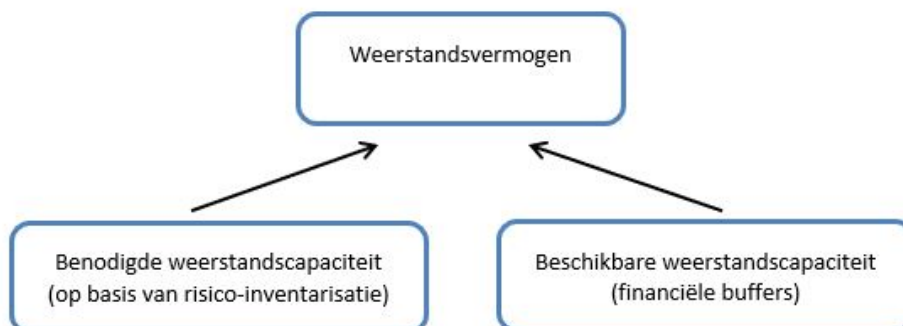 Weerstandsvermogen
Benodigde weerstandscapaciteit
(op basis van risico-inventarisatie)
Beschikbare weerstandscapaciteit
(financiële buffers)